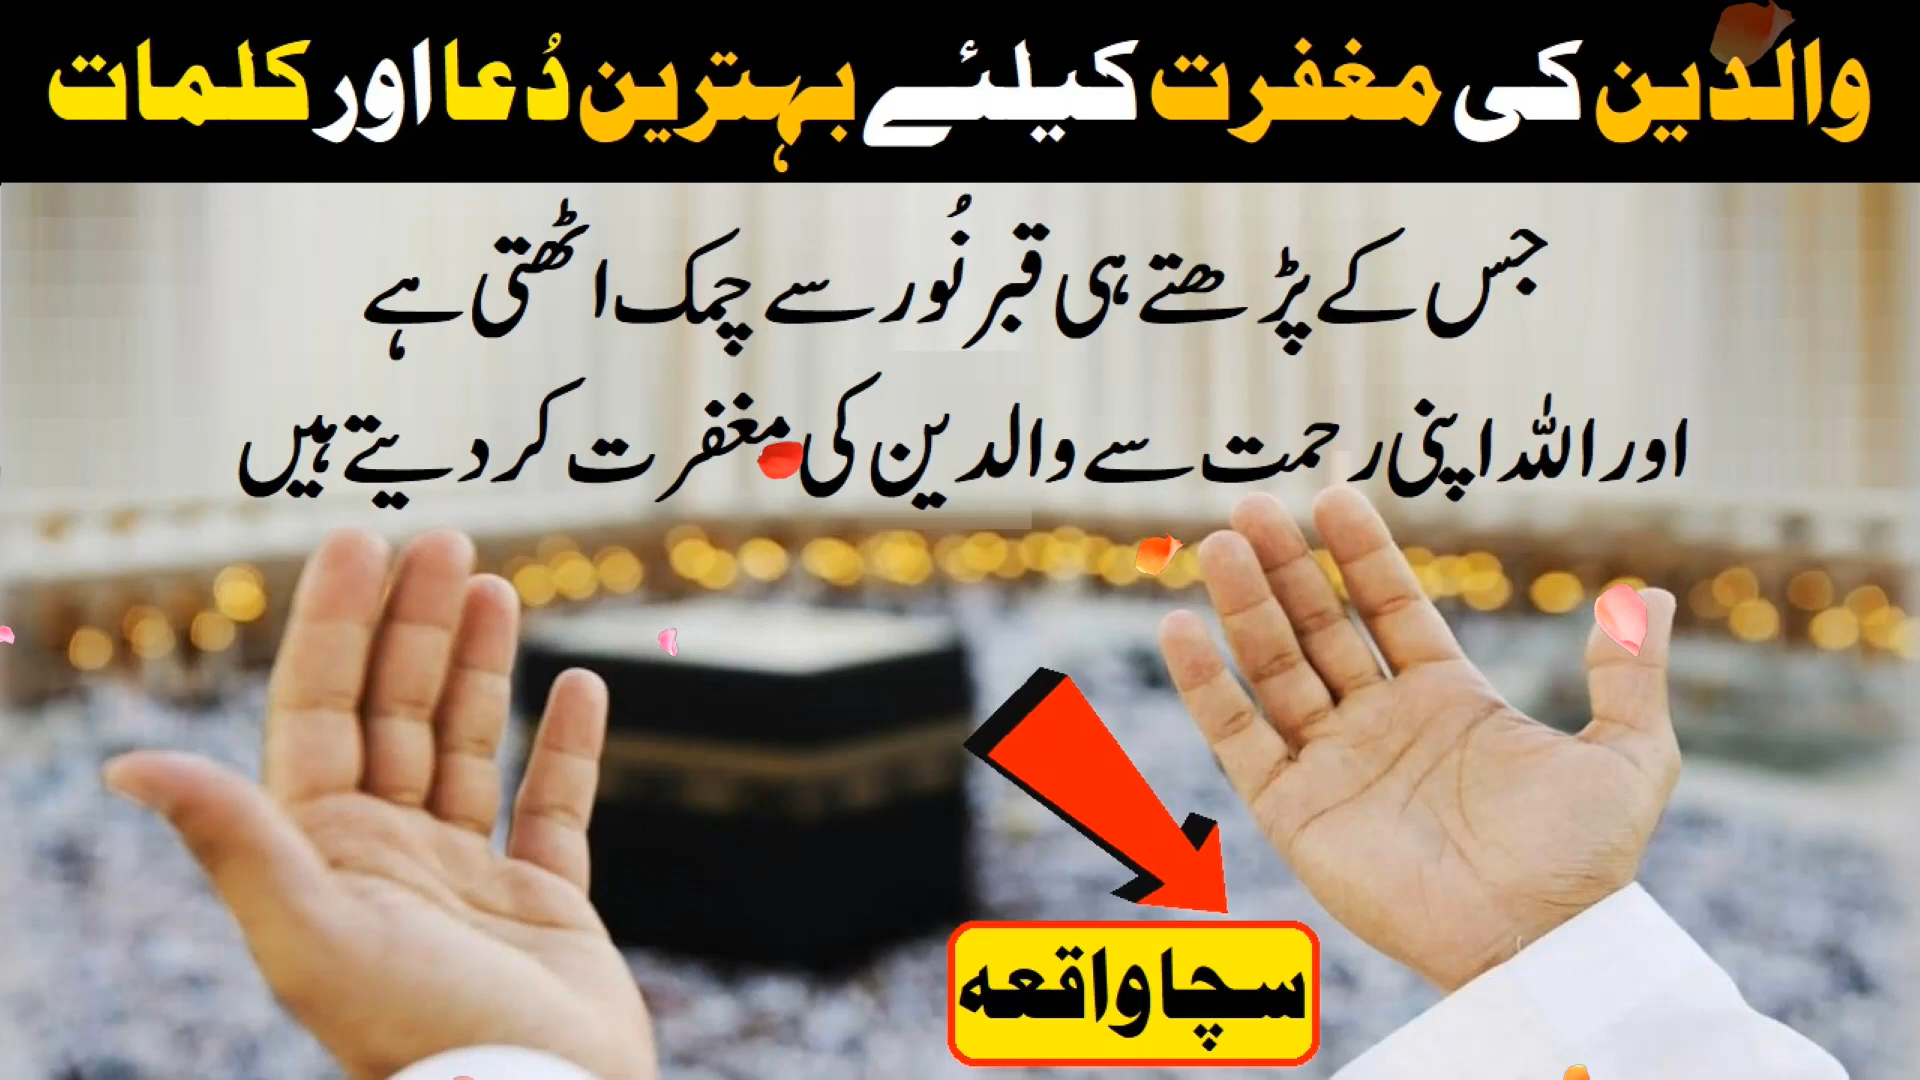 والدین کی مغفرت کیلئے بہترین دُعا اور کلمات
جس کے پڑھتے ہی قبر نُور سے چمک اٹھتی ہے
اور اللہ اپنی رحمت سے والدین کی مغفرت کر دیتے ہیں
سچا واقعہ